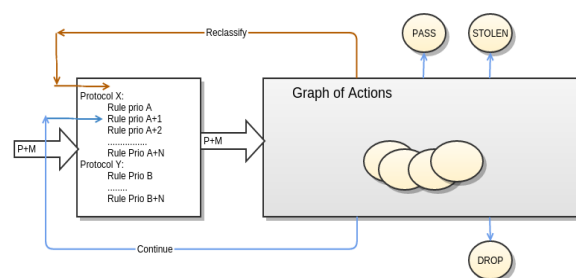 Reclassify
PASS
STOLEN
Graph of Actions
Protocol X:
Rule prio A
Rule prio A+1
Rule prio A+2
................
Rule Prio A+N
Protocol Y:
Rule Prio B
........
Rule Prio B+N
P+M
P+M
Continue
DROP